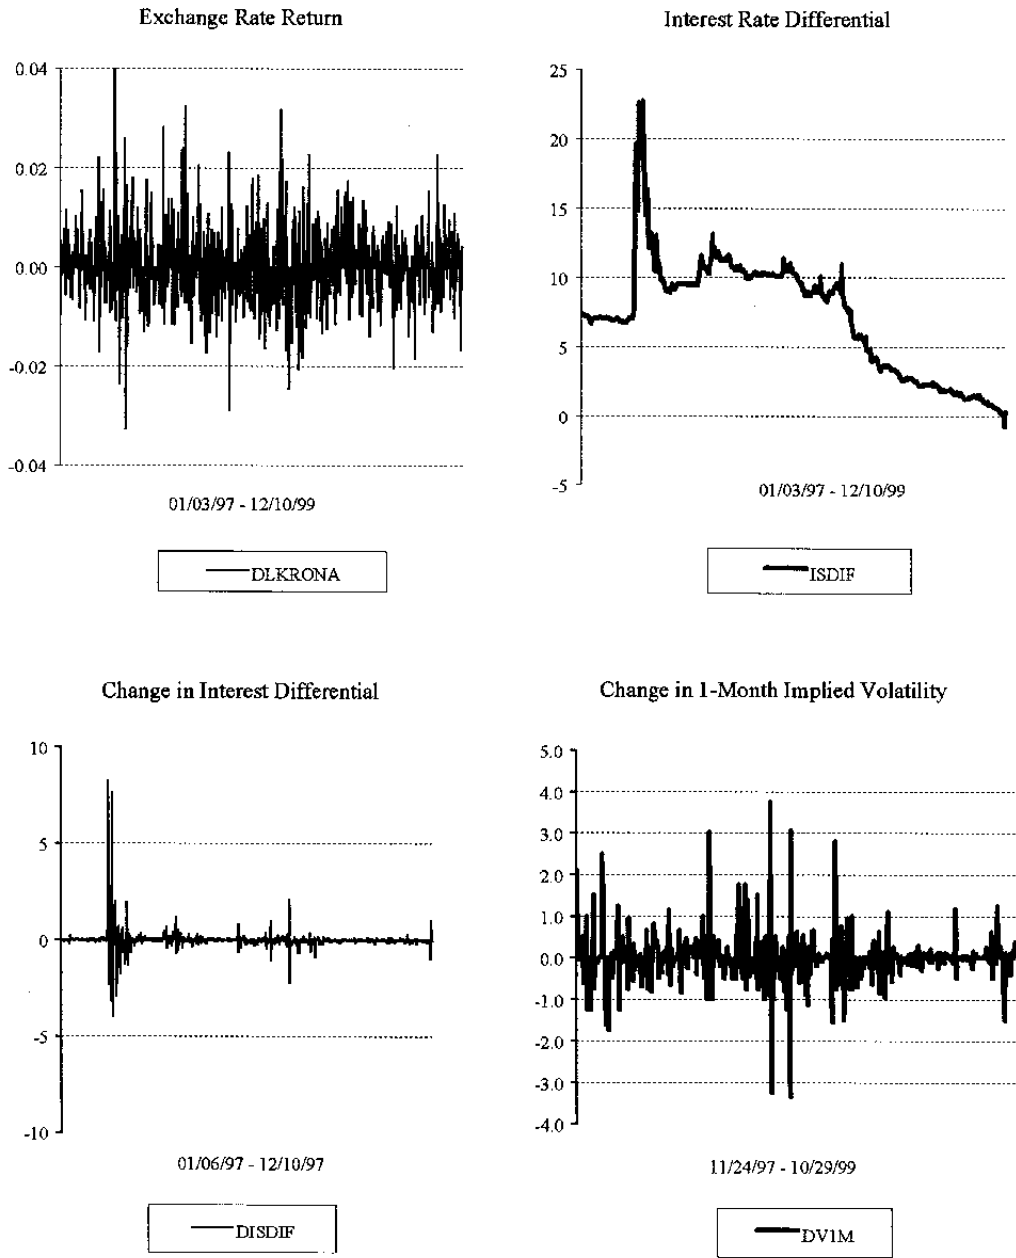 Exchange Rate Return
0.04
0.02
0.00
-0.02
-0.04
01/03/97 - 12/10/99
DLKRONA
Interest Rate Differential
25
20
15
10
5
0
-5
01/03/97 - 12/10/99
ISDIF
Change in Interest Differential
10
5
0
-5
-10
01/06/97 - 12/10/97
DISDIF
Change in 1-Month Implied Volatility
5.0
4.0
3.0
2.0
1.0
0.0
-1.0
-2.0
-3.0
-4.0
11/24/97 - 10/29/99
DV1M